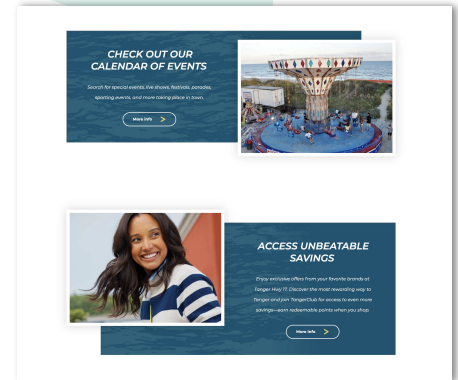 CHECK OUT OUR
CALENDAR OF EVENTS
Search for special events, live shows, festivals, parades,
sporting events, and more taking place in town.
More Info >
ACCESS UNBEATABLE
SAVINGS
Enjoy exclusive offers from your favorite brands at
Tanger Hwy 17. Discover the most rewarding way to
Tanger and join TangerClub for access to even more
savings—earn redeemable points when you shop.
More Info >